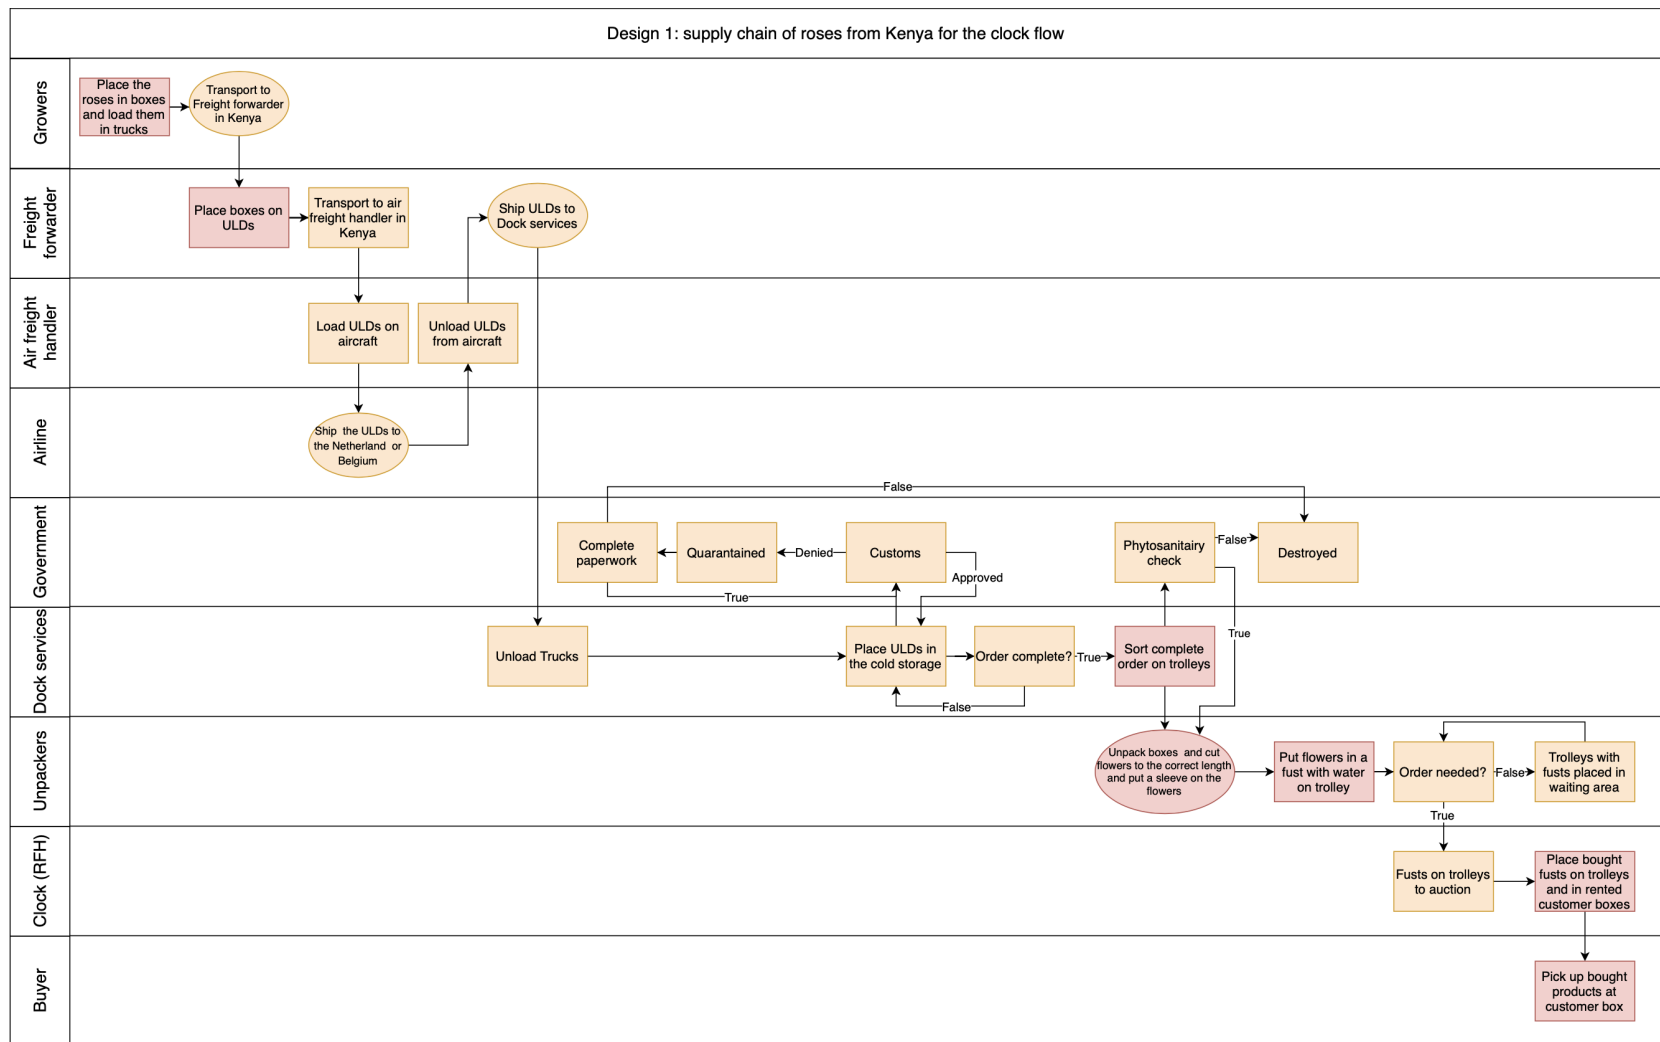 Design 1: supply chain of roses from Kenya for the clock flow
Growers
Place the
roses in boxes
and load them
in trucks
Transport to
Freight forwarder
in Kenya
Freight
forwarder
Place boxes on
ULDs
Transport to air
freight handler in
Kenya
Ship ULDs to
Dock services
Air freight
handler
Load ULDs on
aircraft
Unload ULDs
from aircraft
Airline
Ship the ULDs to
the Netherland or
Belgium
False
Government
Complete
paperwork
Quarantained
Denied
Customs
Approved
Phytosanitairy
check
False
Destroyed
True
True
Dock services
Unload Trucks
Place ULDs in
the cold storage
Order complete?
True
Sort complete
order on trolleys
False
Unpackers
Unpack boxes and cut
flowers to the correct length
and put a sleeve on the
flowers
Put flowers in a
fust with water
on trolley
Order needed?
False
Trolleys with
fusts placed in
waiting area
True
Clock (RFH)
Fusts on trolleys
to auction
Place bought
fusts on trolleys
and in rented
customer boxes
Buyer
Pick up bought
products at
customer box